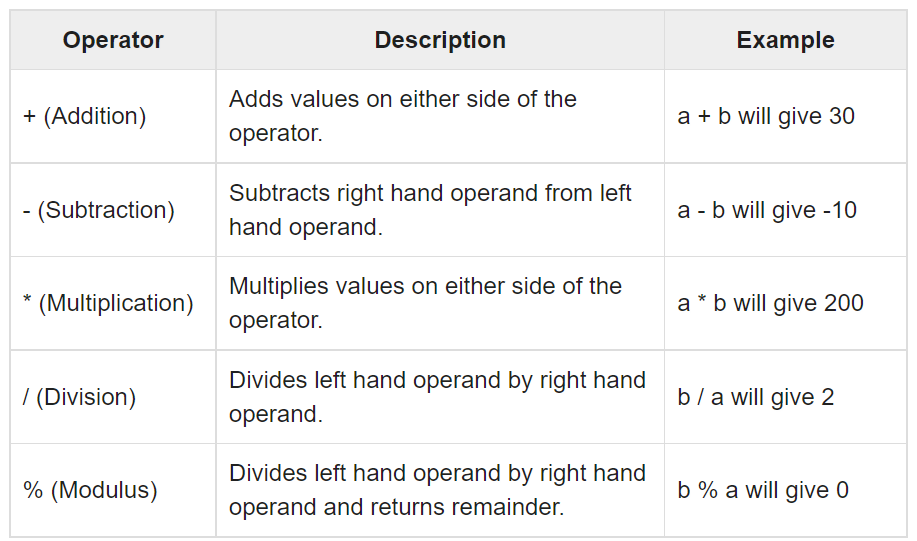 Operator Description Example
+ (Addition) Adds values on either side of the
operator. a + b will give 30
- (Subtraction) Subtracts right hand operand from left
hand operand. a - b will give -10
* (Multiplication) Multiplies values on either side of the
operator. a * b will give 200
/ (Division) Divides left hand operand by right hand
operand. b / a will give 2
% (Modulus) Divides left hand operand by right hand
operand and returns remainder. b % a will give 0